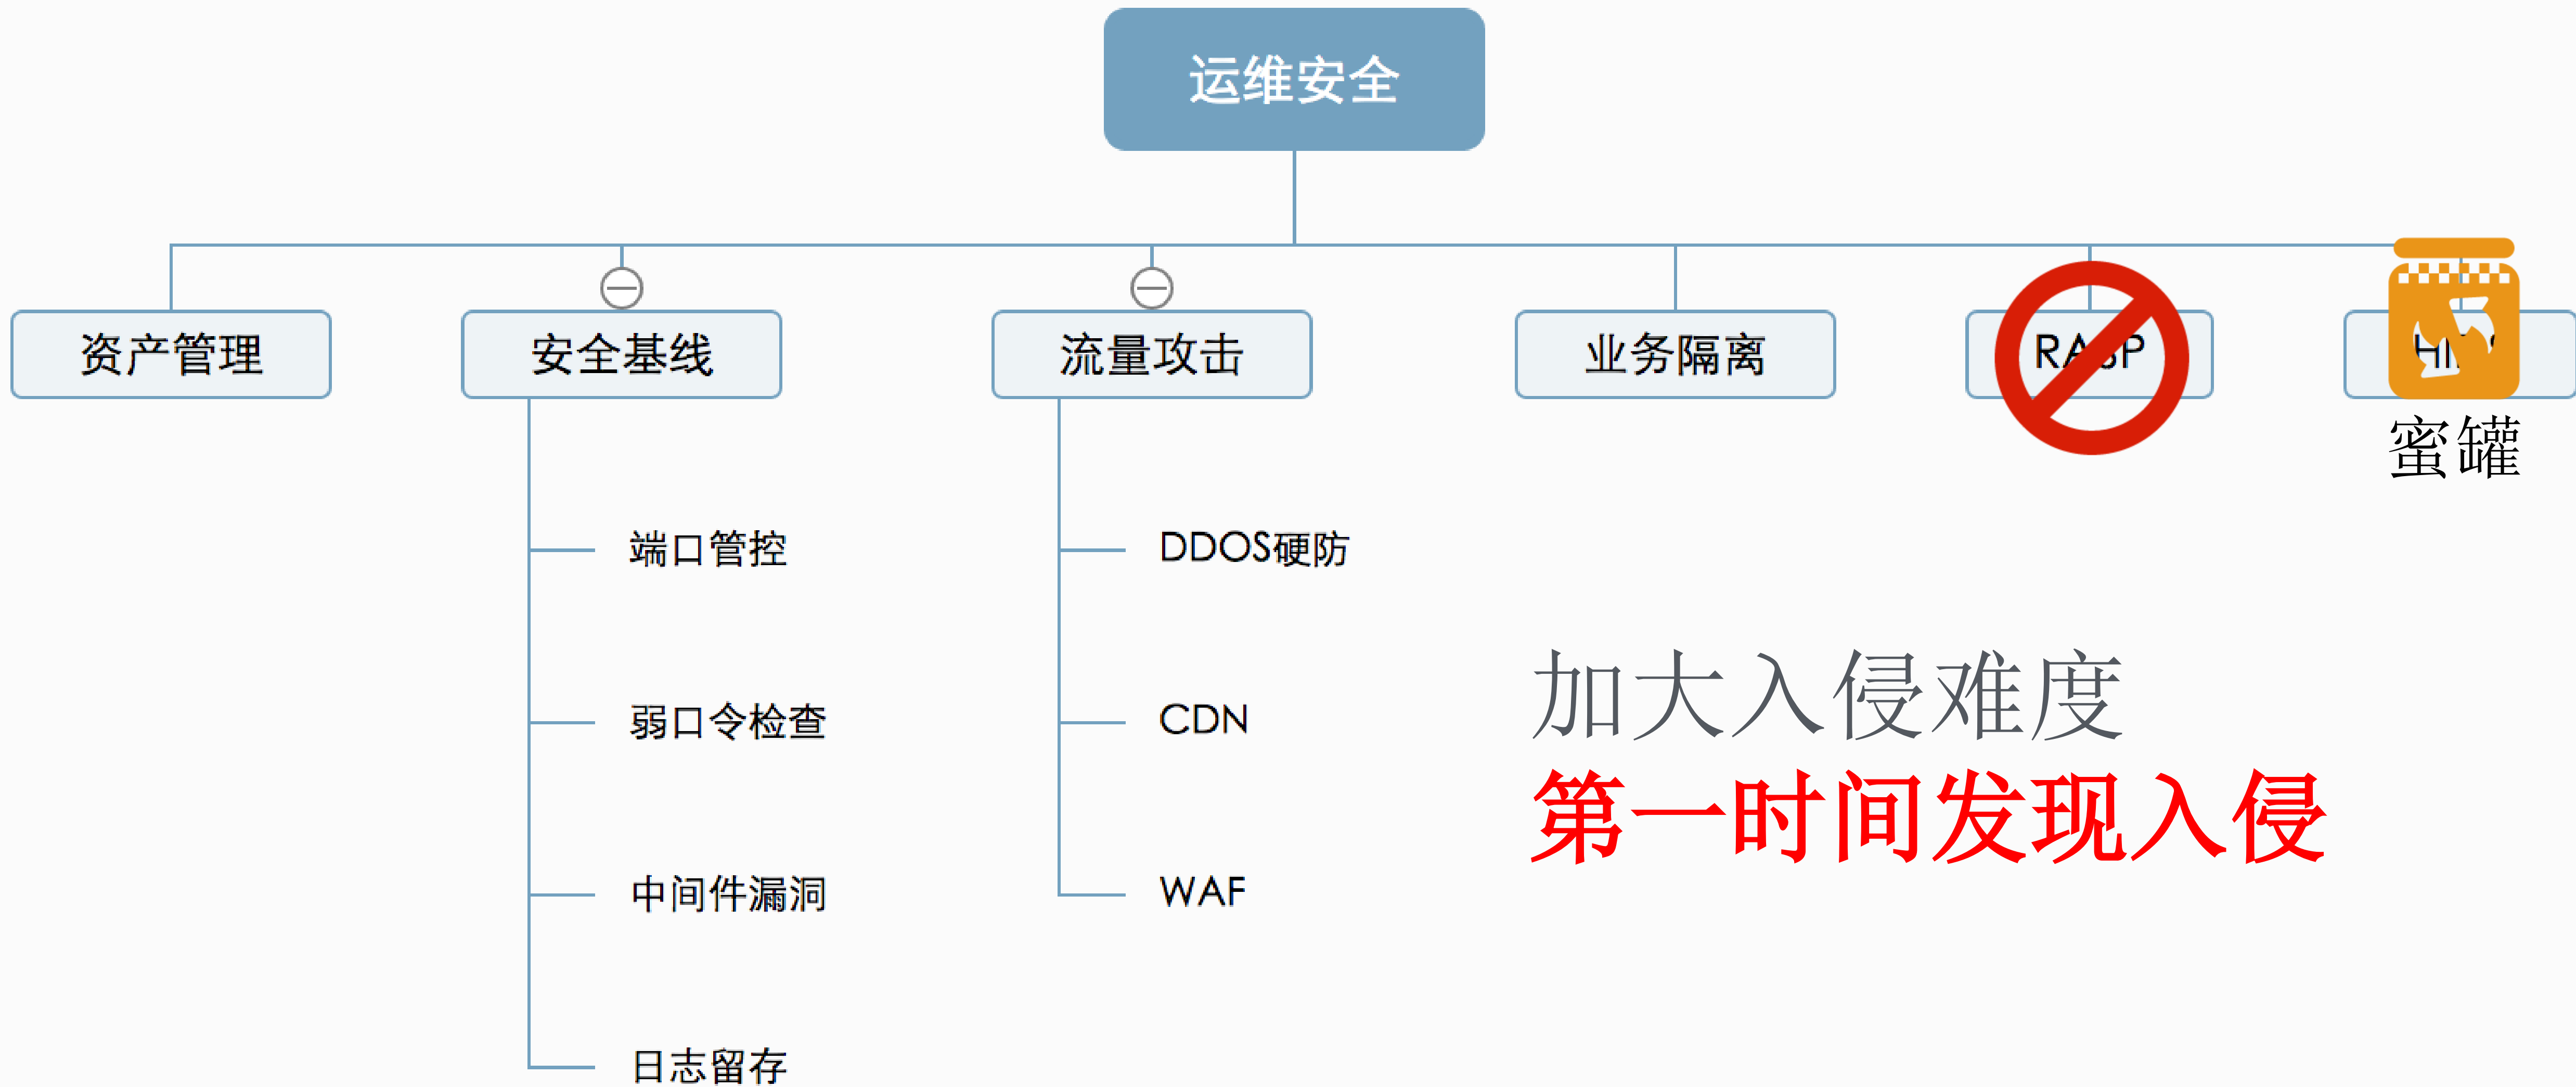 运维安全
资产管理
安全基线
流量攻击
业务隔离
RASP
蜜罐
端口管控
DDOS硬防
弱口令检查
CDN
中间件漏洞
WAF
日志留存
加大入侵难度
第一时间发现入侵